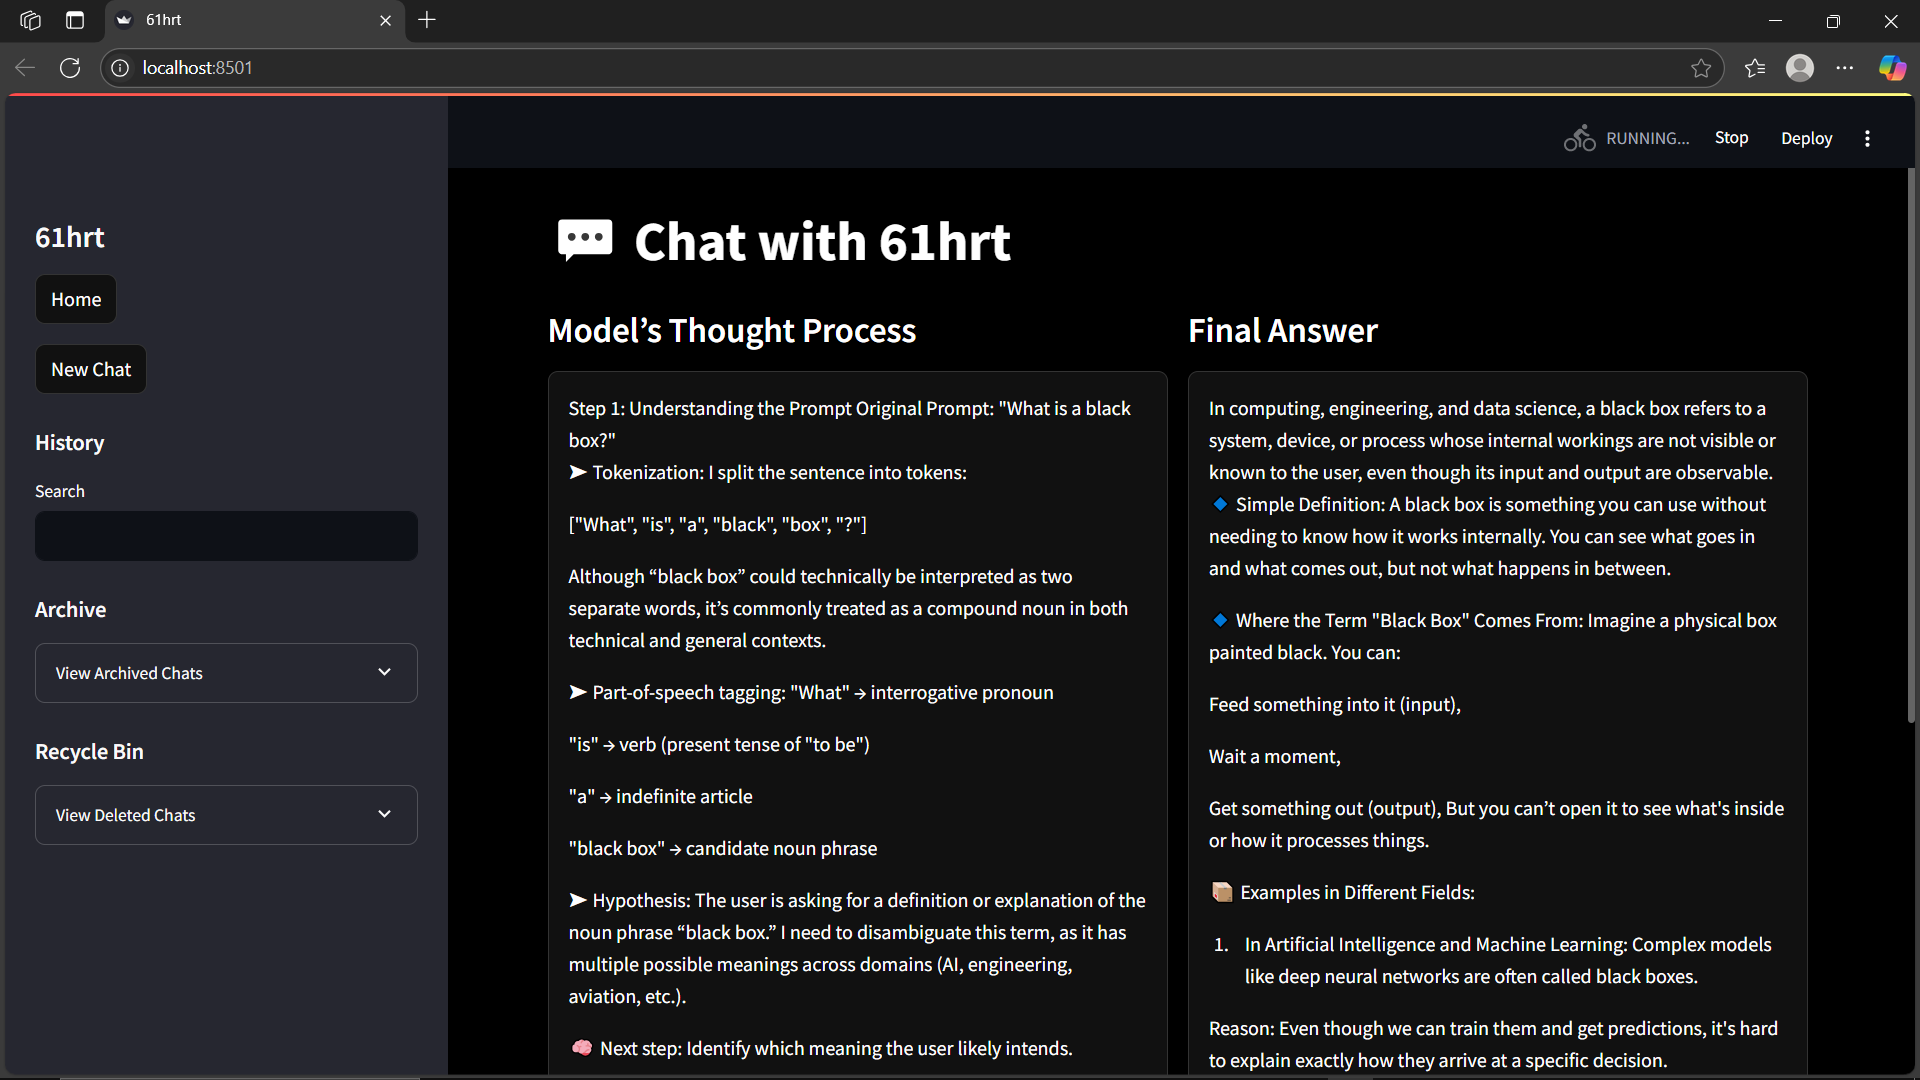 61hrt
localhost:8501
RUNNING...
Stop
Deploy
61hrt
Home
New Chat
History
Search
Archive
View Archived Chats
Recycle Bin
View Deleted Chats
Chat with 61hrt
Model’s Thought Process
Step 1: Understanding the Prompt Original Prompt: "What is a black
box?"
➤ Tokenization: I split the sentence into tokens:
["What", "is", "a", "black", "box", "?"]
Although “black box” could technically be interpreted as two
separate words, it’s commonly treated as a compound noun in both
technical and general contexts.
➤ Part-of-speech tagging: "What" → interrogative pronoun
"is" → verb (present tense of "to be")
"a" → indefinite article
"black box" → candidate noun phrase
➤ Hypothesis: The user is asking for a definition or explanation of the
noun phrase “black box.” I need to disambiguate this term, as it has
multiple possible meanings across domains (AI, engineering,
aviation, etc.).
🧠 Next step: Identify which meaning the user likely intends.
Final Answer
In computing, engineering, and data science, a black box refers to a
system, device, or process whose internal workings are not visible or
known to the user, even though its input and output are observable.
🔹 Simple Definition: A black box is something you can use without
needing to know how it works internally. You can see what goes in
and what comes out, but not what happens in between.
🔹 Where the Term "Black Box" Comes From: Imagine a physical box
painted black. You can:
Feed something into it (input),
Wait a moment,
Get something out (output), But you can’t open it to see what's inside
or how it processes things.
📦 Examples in Different Fields:
1. In Artificial Intelligence and Machine Learning: Complex models
like deep neural networks are often called black boxes.
Reason: Even though we can train them and get predictions, it's hard
to explain exactly how they arrive at a specific decision.